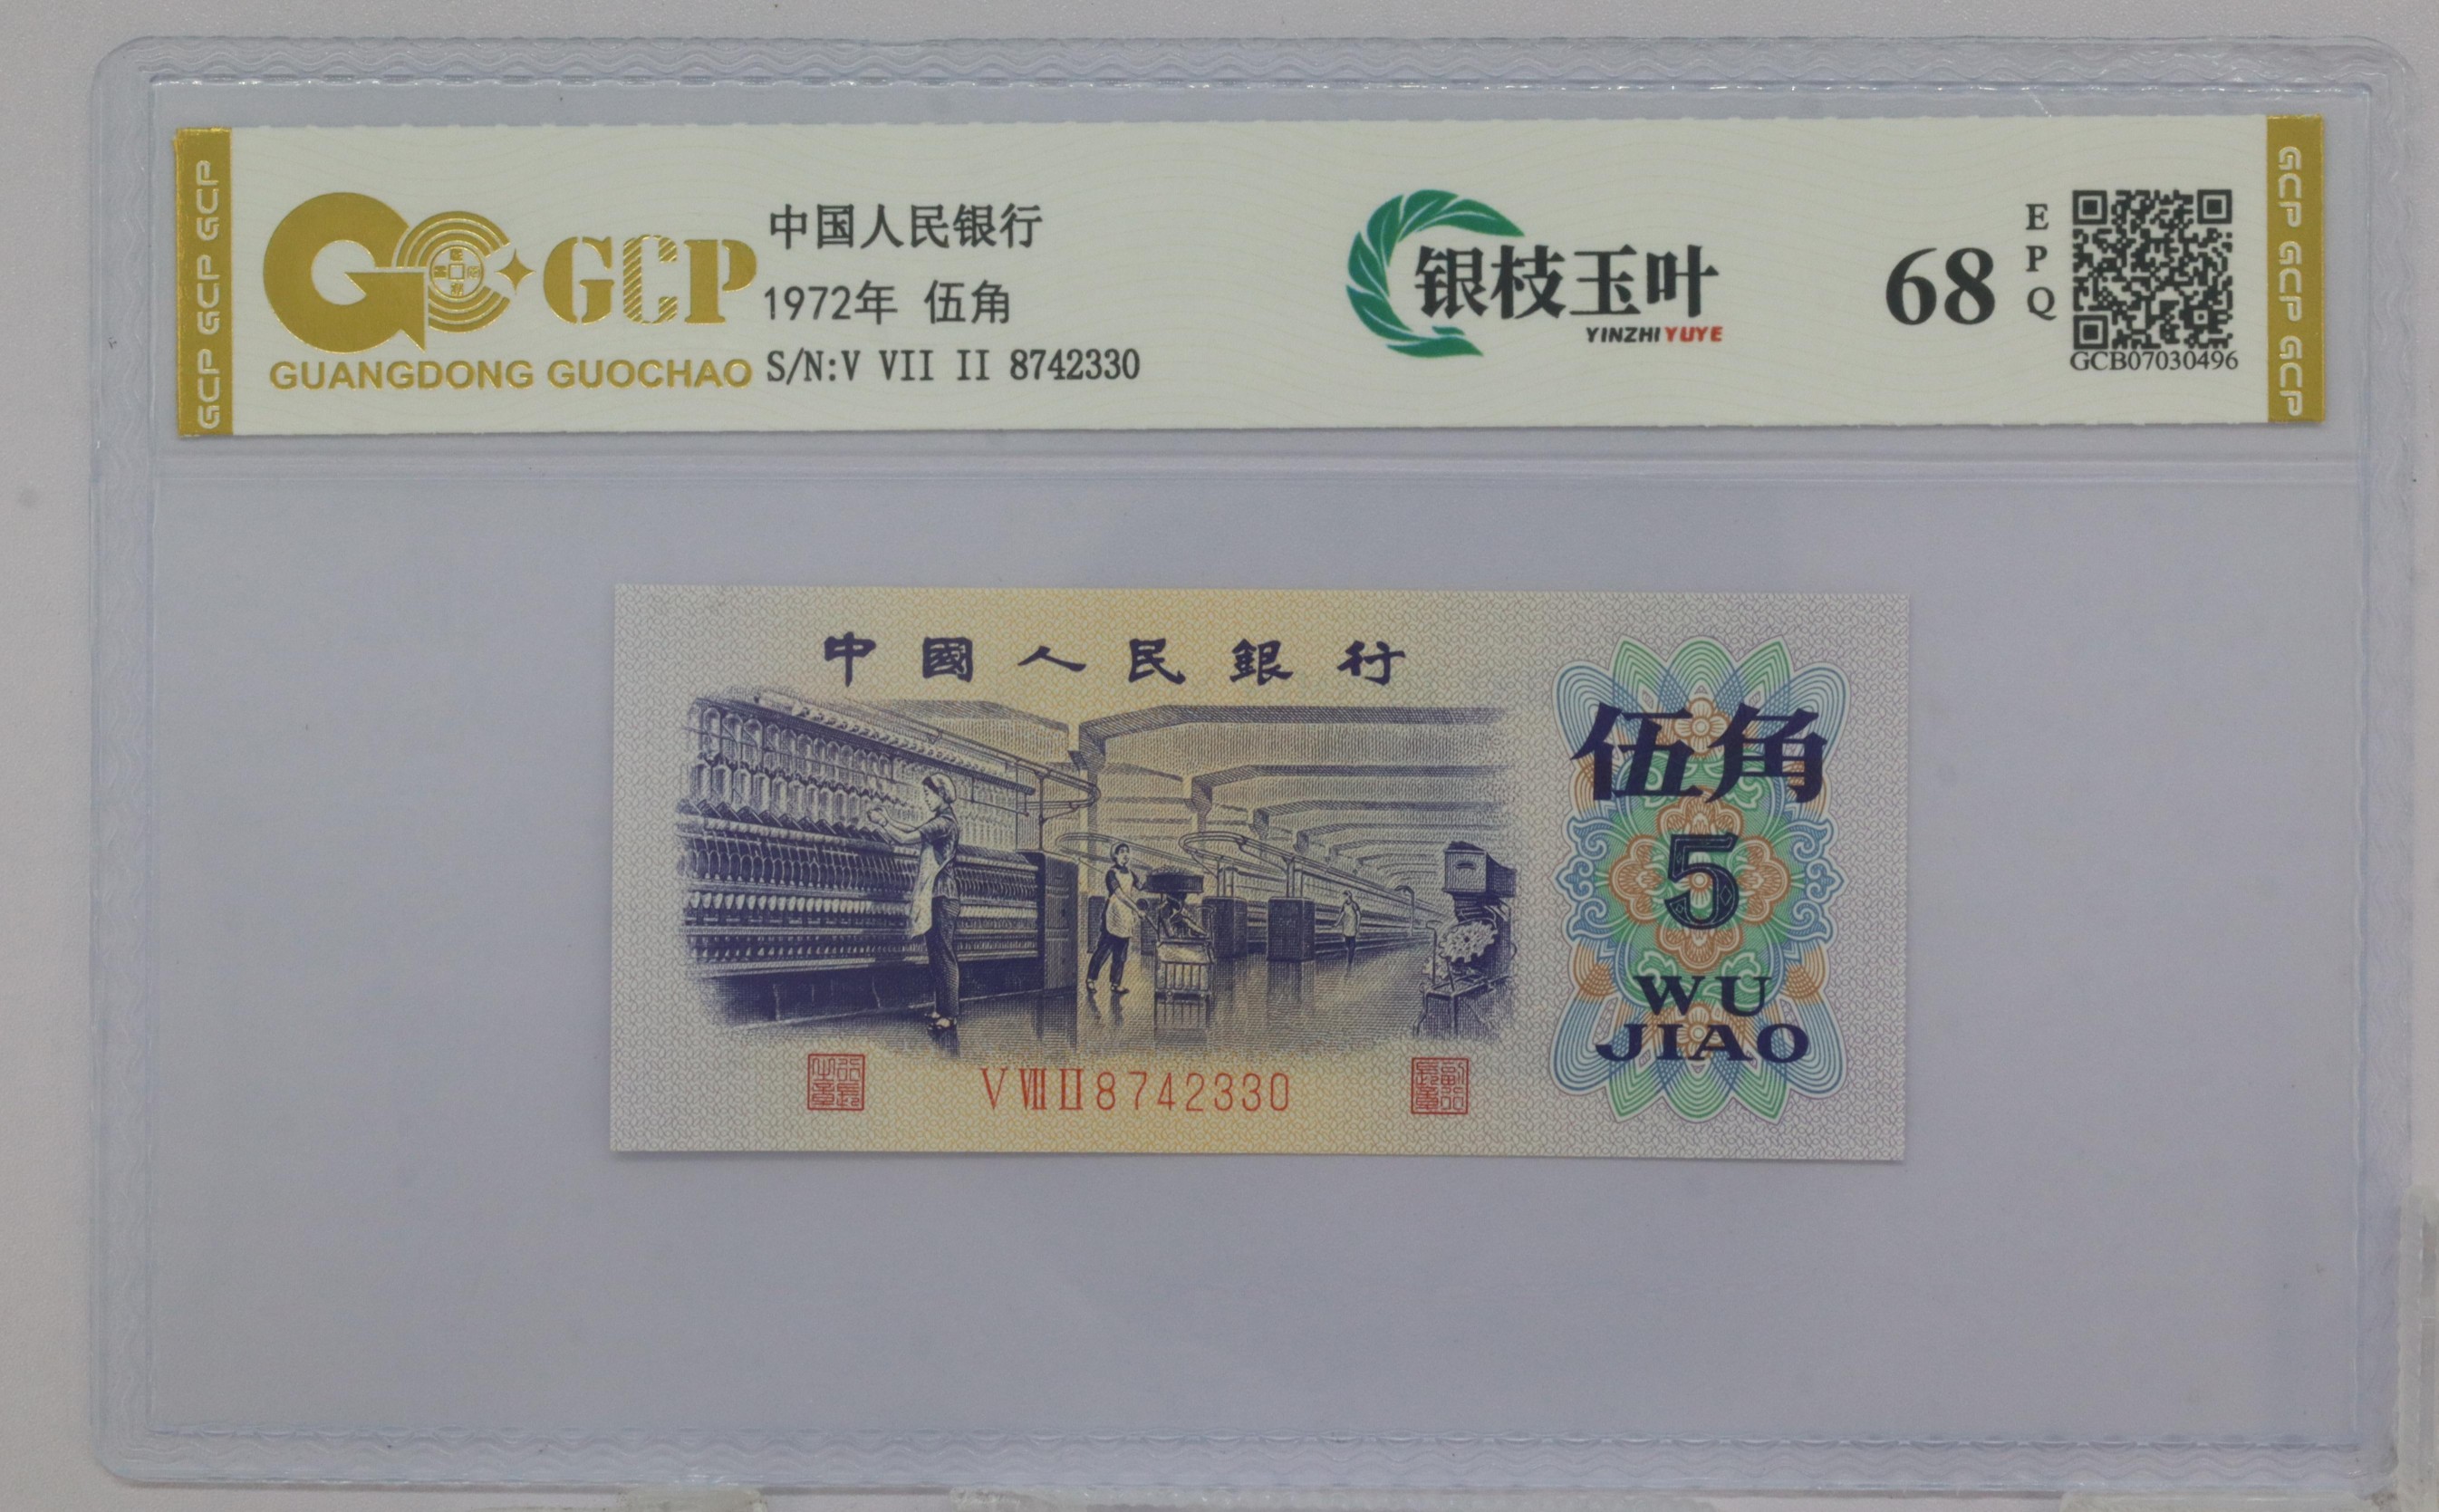 GCP GCP GCP
GCP
GUANGDONG GUOCHAO
中国人民银行
1972年 伍角
S/N:V VII II 8742330
银枝玉叶
YINZHI YUYE
68
EPQ
GCB07030496
GCP GCP GCP
中國人民銀行
伍角
5
WU
JIAO
V VII II 8742330